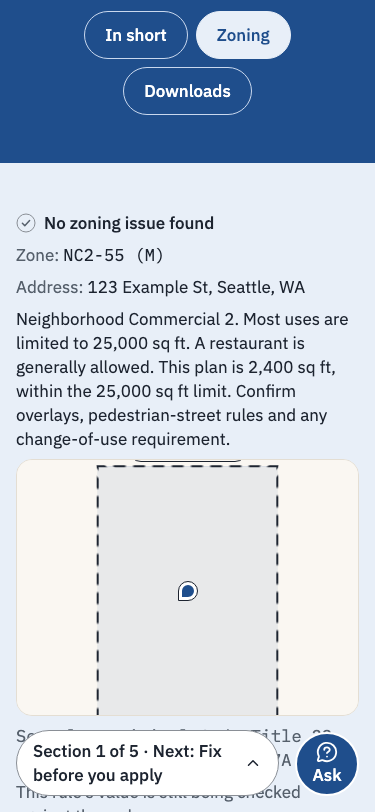 In short
Zoning
Downloads
No zoning issue found
Zone: NC2-55 (M)
Address: 123 Example St, Seattle, WA
Neighborhood Commercial 2. Most uses are
limited to 25,000 sq ft. A restaurant is
generally allowed. This plan is 2,400 sq ft,
within the 25,000 sq ft limit. Confirm
overlays, pedestrian-street rules and any
change-of-use requirement.
Section 1 of 5 · Next: Fix
before you apply
Ask